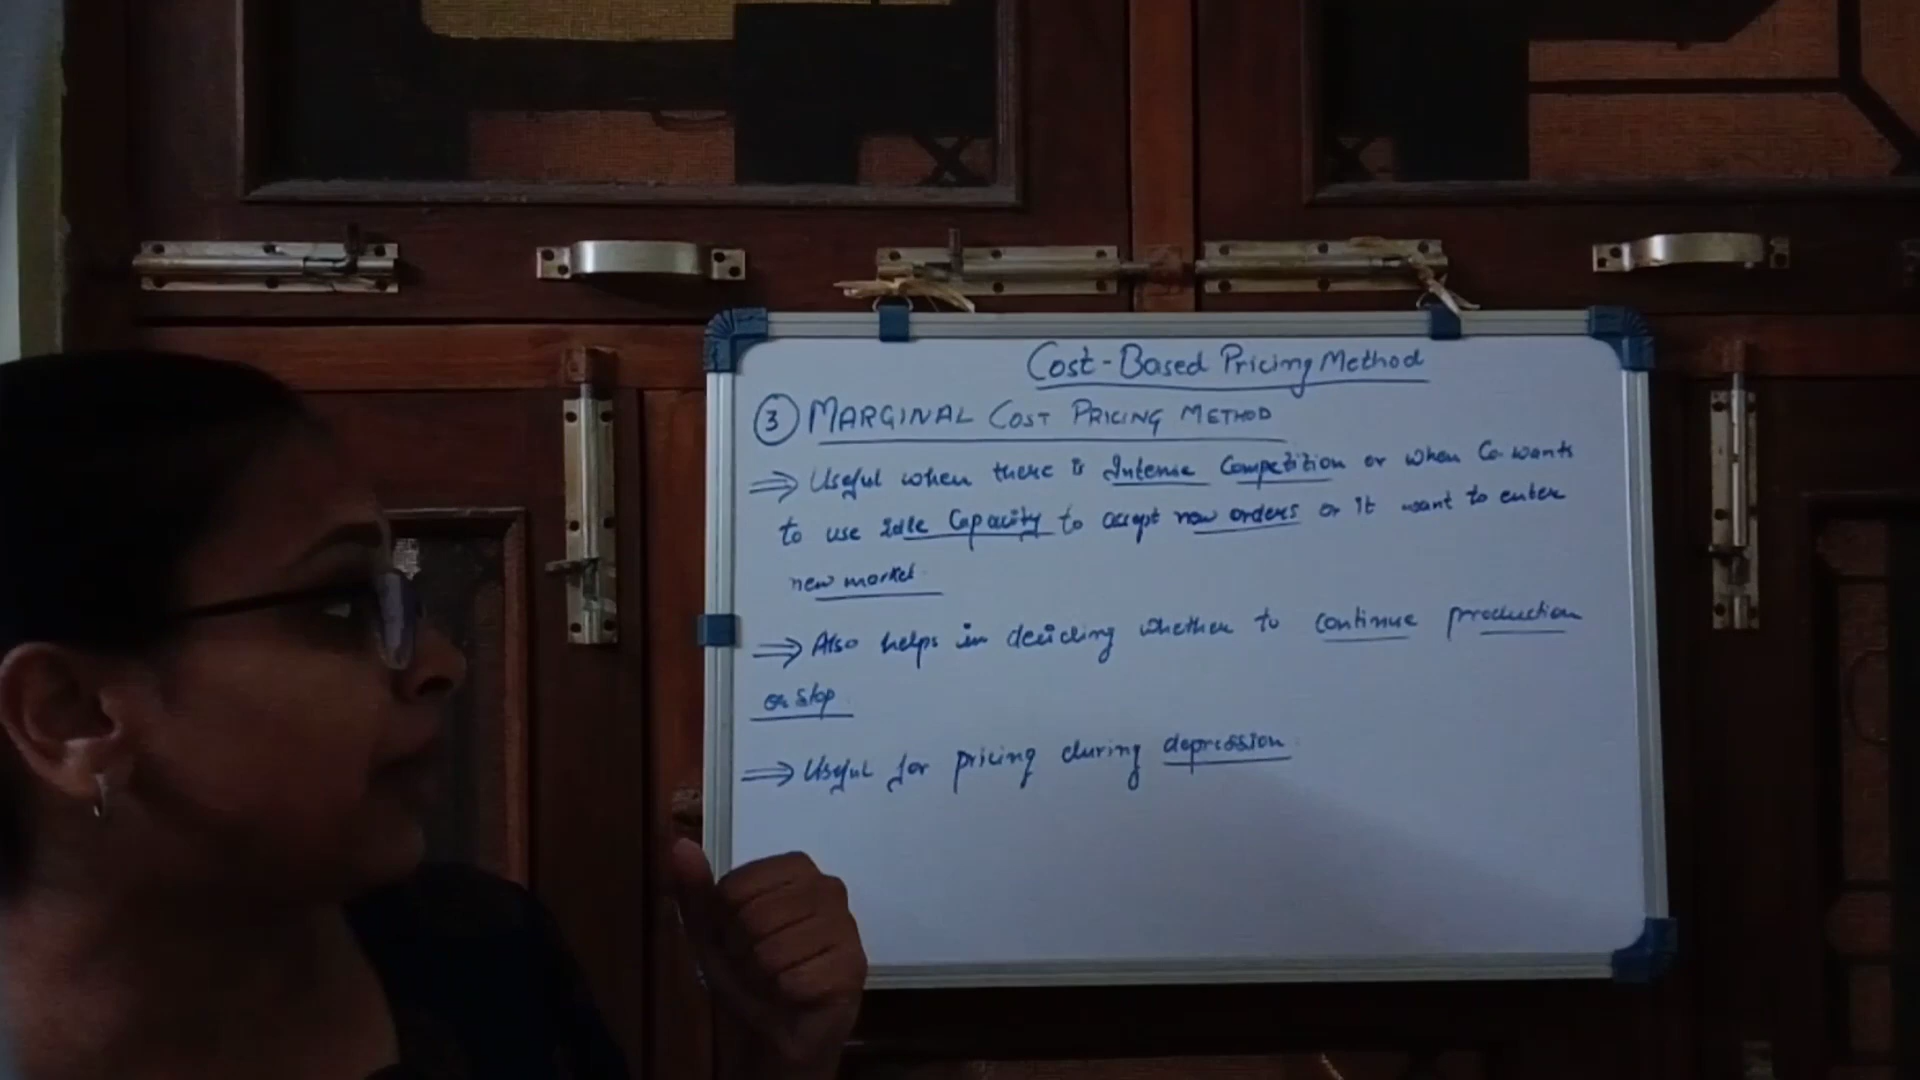 Cost-Based Pricing Method
3 MARGINAL COST PRICING METHOD
⇒ Useful when there is Intense Competition or when Co. wants
to use idle Capacity to accept new orders or it want to enter
new market.
⇒ Also helps in deciding whether to continue production
or stop.
⇒ Useful for pricing during depression.